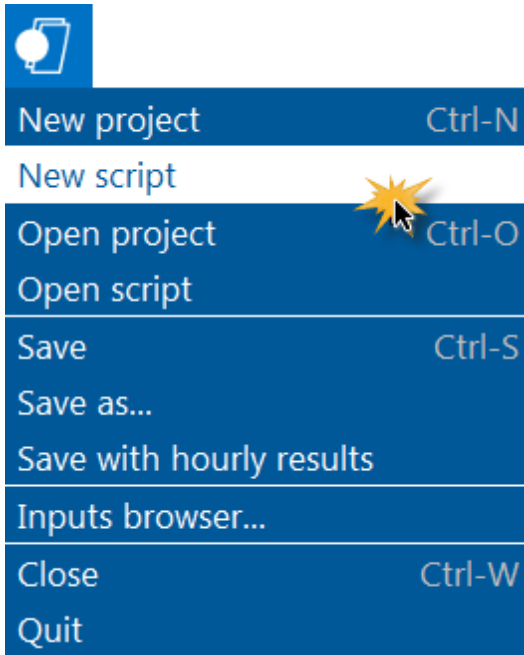 New project Ctrl-N
New script
Open project Ctrl-O
Open script
Save Ctrl-S
Save as...
Save with hourly results
Inputs browser...
Close Ctrl-W
Quit